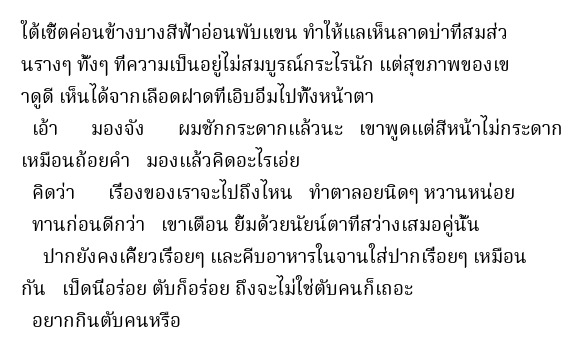 ใต้เชิ้ตค่อนข้างบางสีฟ้าอ่อนพับแขน ทำให้แลเห็นลาดบ่าที่สมส่ว
นรางๆ ทั้งๆ ที่ความเป็นอยู่ไม่สมบูรณ์กระไรนัก แต่สุขภาพของเข
าดูดี เห็นได้จากเลือดฝาดที่เอิบอิ่มไปทั้งหน้าตา
เอ้า มองจัง ผมชักกระดากแล้วนะ เขาพูดแต่สีหน้าไม่กระดาก
เหมือนถ้อยคำ มองแล้วคิดอะไรเอ่ย
คิดว่า เรื่องของเราจะไปถึงไหน ทำตาลอยนิดๆ หวานหน่อย
ทานก่อนดีกว่า เขาเตือน ยิ้มด้วยนัยน์ตาที่สว่างเสมอคู่นั้น
ปากยังคงเคี้ยวเรื่อยๆ และคีบอาหารในจานใส่ปากเรื่อยๆ เหมือน
กัน เป็ดนี่อร่อย ตับก็อร่อย ถึงจะไม่ใช่ตับคนก็เถอะ
อยากกินตับคนหรือ